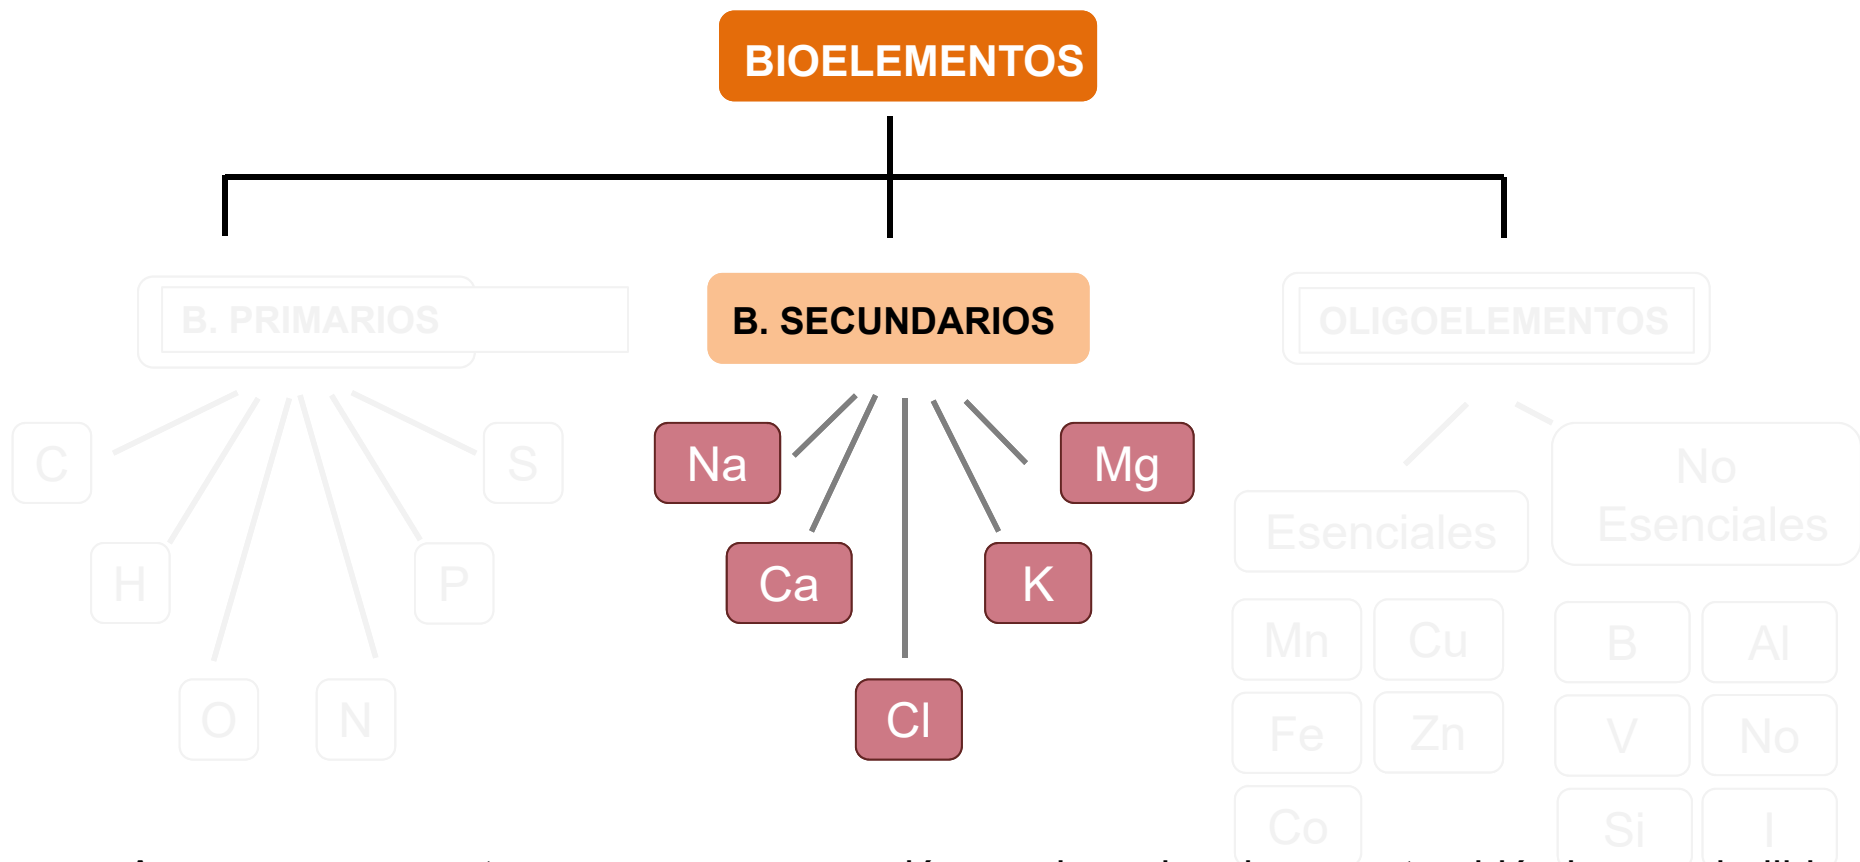 BIOELEMENTOS
B. PRIMARIOS
B. SECUNDARIOS
OLIGOELEMENTOS
C
H
O
N
P
S
Na
Ca
Cl
K
Mg
Esenciales
No
Esenciales
Mn
Cu
Fe
Zn
Co
B
Al
V
No
Si
I